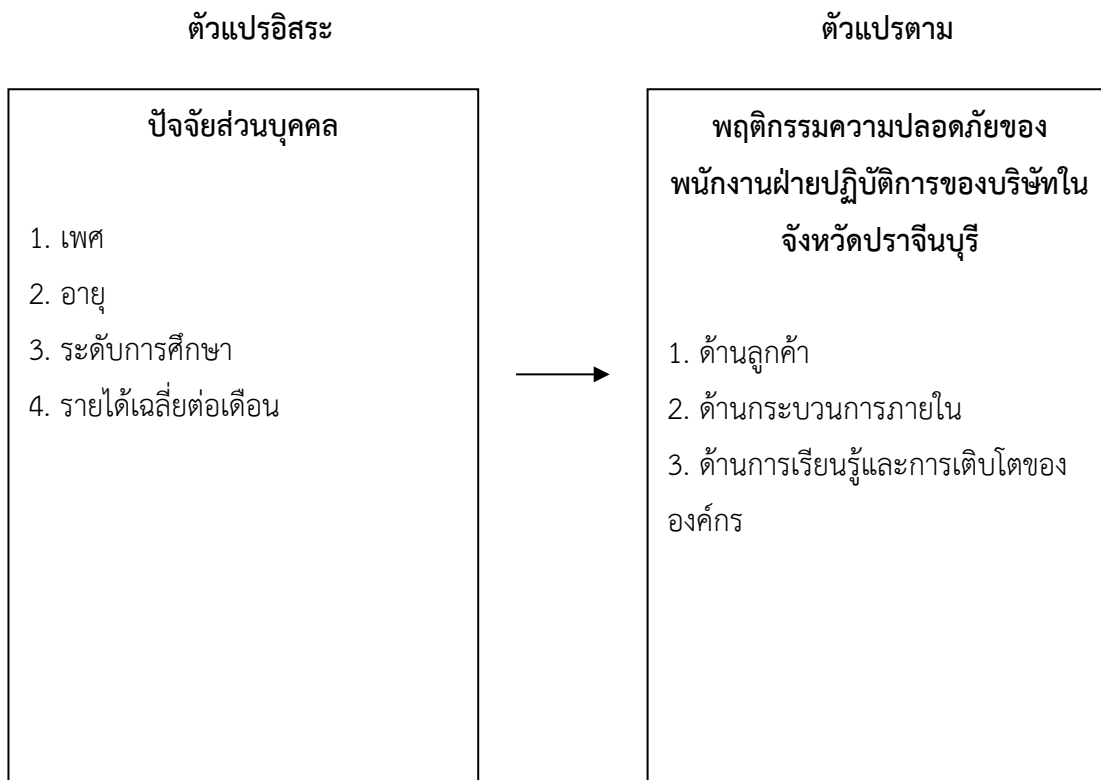 ตัวแปรอิสระ
ตัวแปรตาม
ปัจจัยส่วนบุคคล
1. เพศ
2. อายุ
3. ระดับการศึกษา
4. รายได้เฉลี่ยต่อเดือน
พฤติกรรมความปลอดภัยของ
พนักงานฝ่ายปฏิบัติการของบริษัทใน
จังหวัดปราจีนบุรี
1. ด้านลูกค้า
2. ด้านกระบวนการภายใน
3. ด้านการเรียนรู้และการเติบโตของ
องค์กร